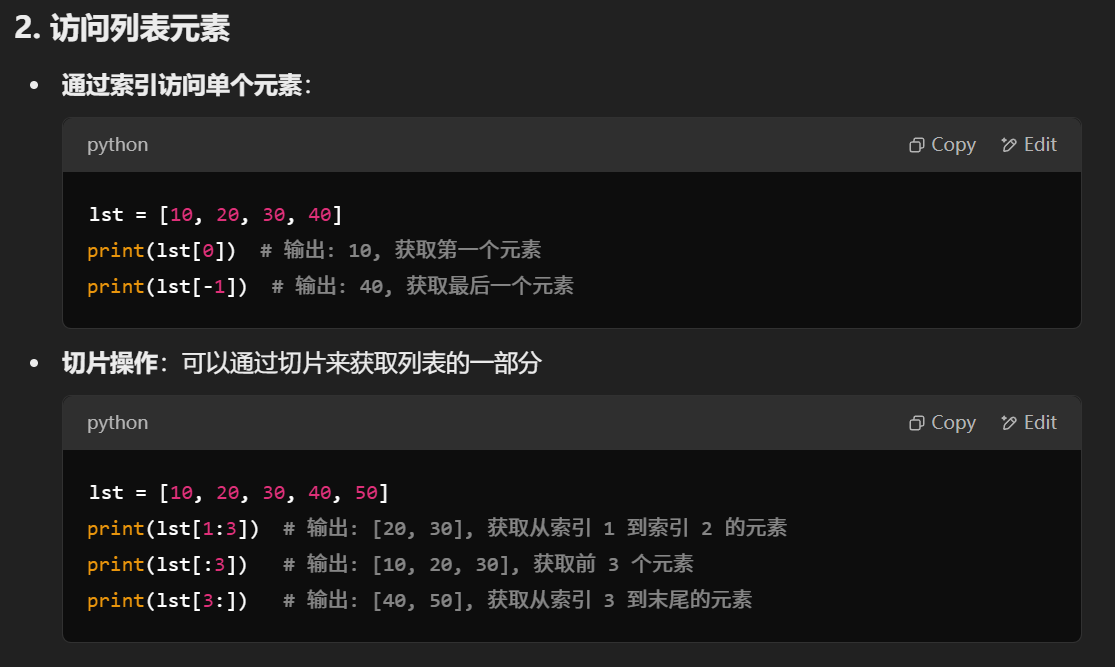 2. 访问列表元素
• 通过索引访问单个元素：
python Copy Edit
lst = [10, 20, 30, 40]
print(lst[0])  # 输出: 10, 获取第一个元素
print(lst[-1])  # 输出: 40, 获取最后一个元素
• 切片操作：可以通过切片来获取列表的一部分
python Copy Edit
lst = [10, 20, 30, 40, 50]
print(lst[1:3])  # 输出: [20, 30], 获取从索引 1 到索引 2 的元素
print(lst[:3])   # 输出: [10, 20, 30], 获取前 3 个元素
print(lst[3:])   # 输出: [40, 50], 获取从索引 3 到末尾的元素